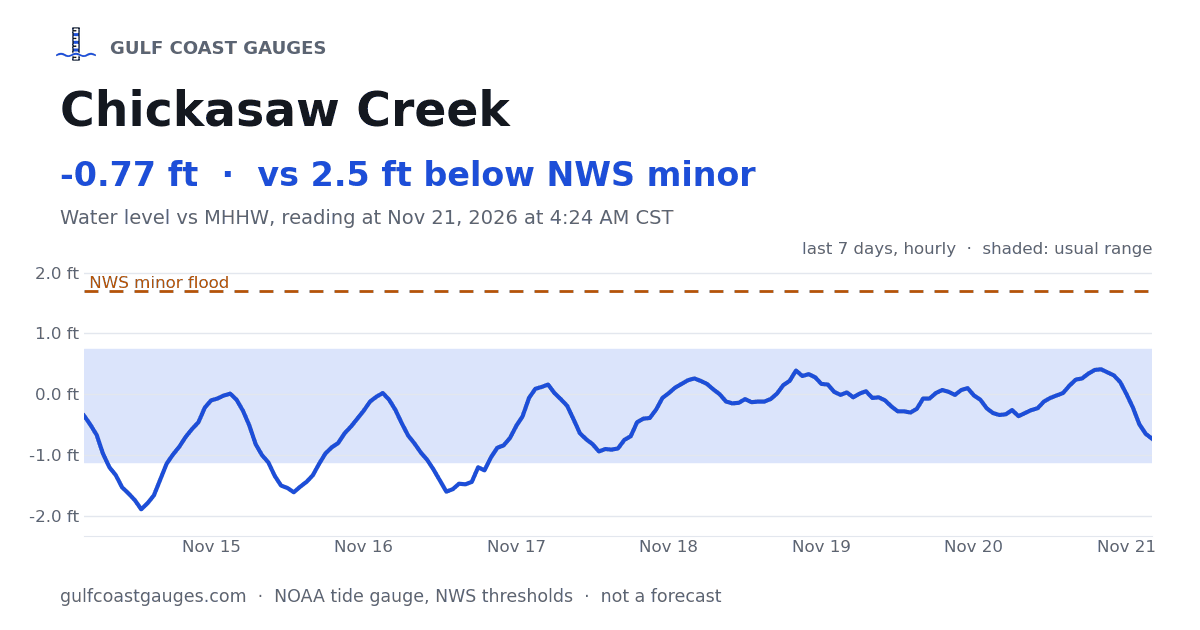 GULF COAST GAUGES
Chickasaw Creek
-0.77 ft · vs 2.5 ft below NWS minor
Water level vs MHHW, reading at Nov 21, 2026 at 4:24 AM CST
last 7 days, hourly · shaded: usual range
2.0 ft
NWS minor flood
1.0 ft
0.0 ft
-1.0 ft
-2.0 ft
Nov 15 Nov 16 Nov 17 Nov 18 Nov 19 Nov 20 Nov 21
gulfcoastgauges.com · NOAA tide gauge, NWS thresholds · not a forecast